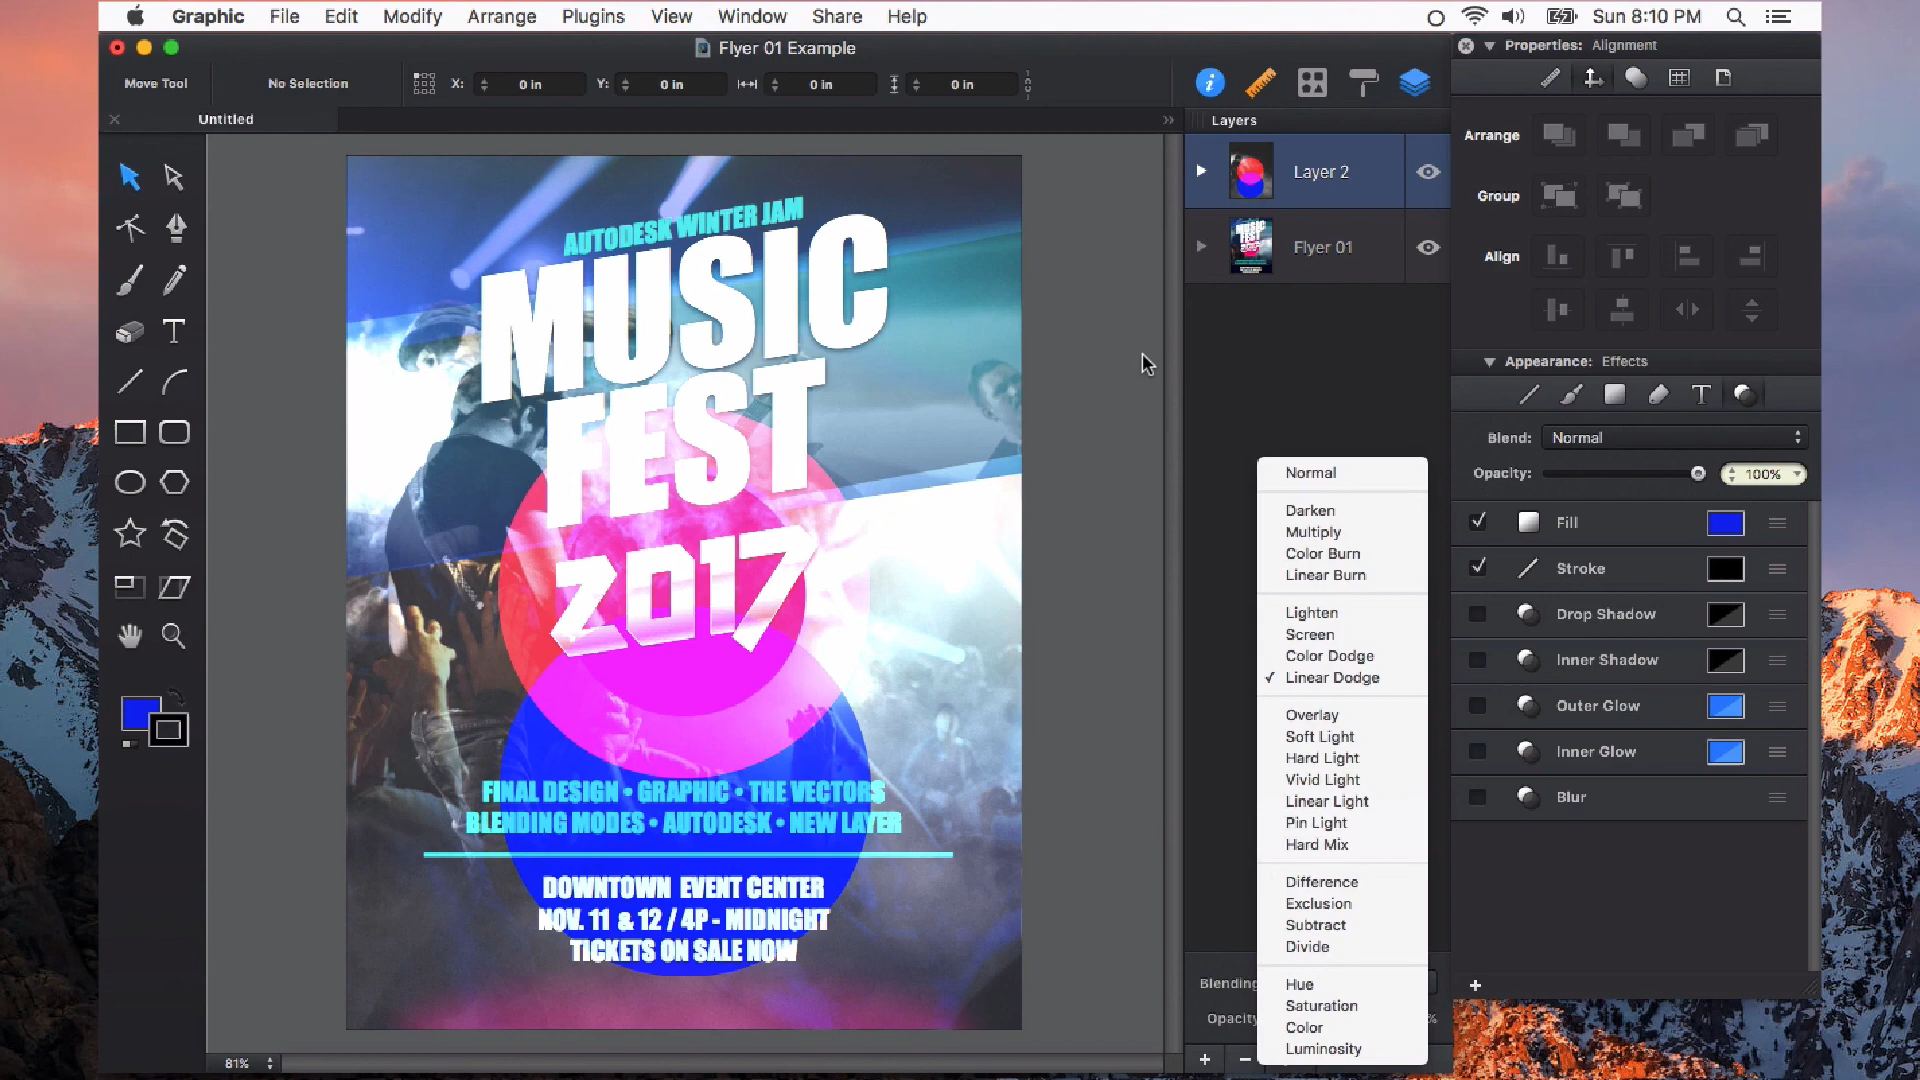 Graphic File Edit Modify Arrange Plugins View Window Share Help Sun 8:10 PM
Flyer 01 Example
Properties: Alignment
Move Tool No Selection X: 0 in Y: 0 in 0 in 0 in
Untitled
Layers
Layer 2
Flyer 01
Arrange
Group
Align
AUTODESK WINTER JAM
MUSIC
FEST
2017
FINAL DESIGN • GRAPHIC • THE VECTORS
BLENDING MODES • AUTODESK • NEW LAYER
DOWNTOWN EVENT CENTER
NOV. 11 & 12 / 4P - MIDNIGHT
TICKETS ON SALE NOW
81%
Normal
Darken
Multiply
Color Burn
Linear Burn
Lighten
Screen
Color Dodge
✓ Linear Dodge
Overlay
Soft Light
Hard Light
Vivid Light
Linear Light
Pin Light
Hard Mix
Difference
Exclusion
Subtract
Divide
Hue
Saturation
Color
Luminosity
Blending
Opacity %
Appearance: Effects
Blend: Normal
Opacity: 100%
Fill
Stroke
Drop Shadow
Inner Shadow
Outer Glow
Inner Glow
Blur